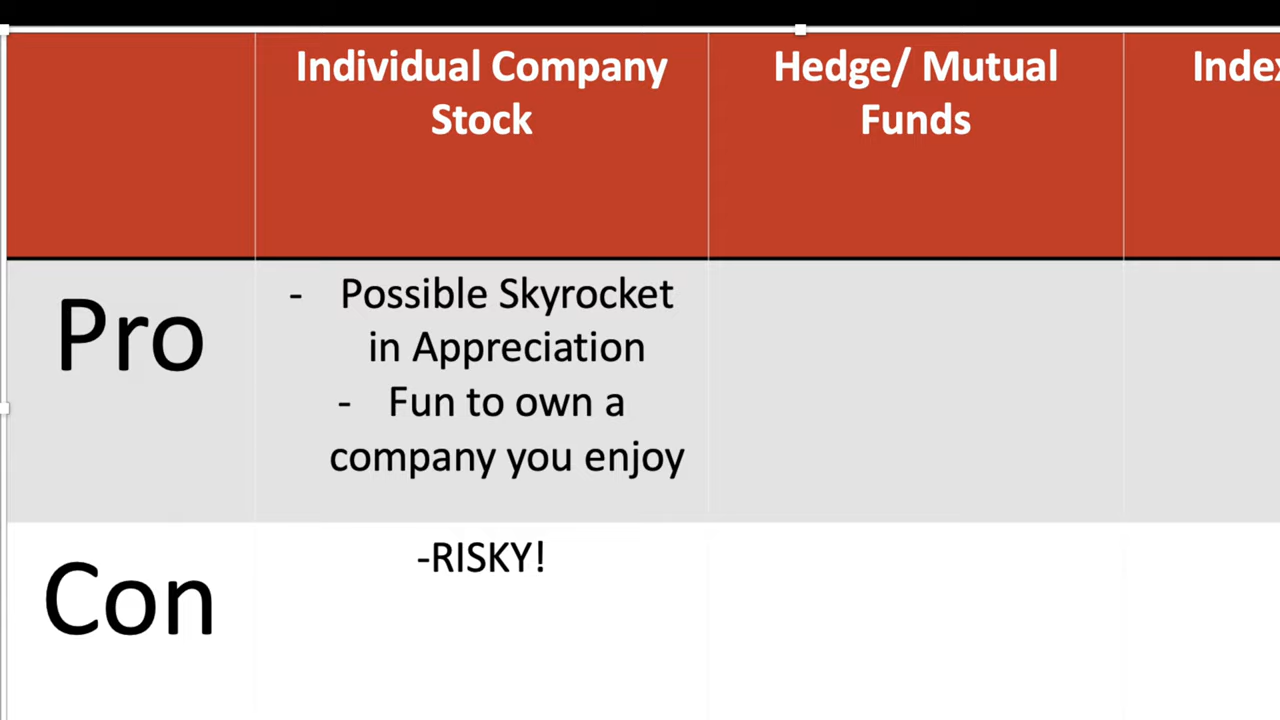 Individual Company
Stock
Hedge/ Mutual
Funds
Index
Pro
- Possible Skyrocket
in Appreciation
- Fun to own a
company you enjoy
Con
-RISKY!